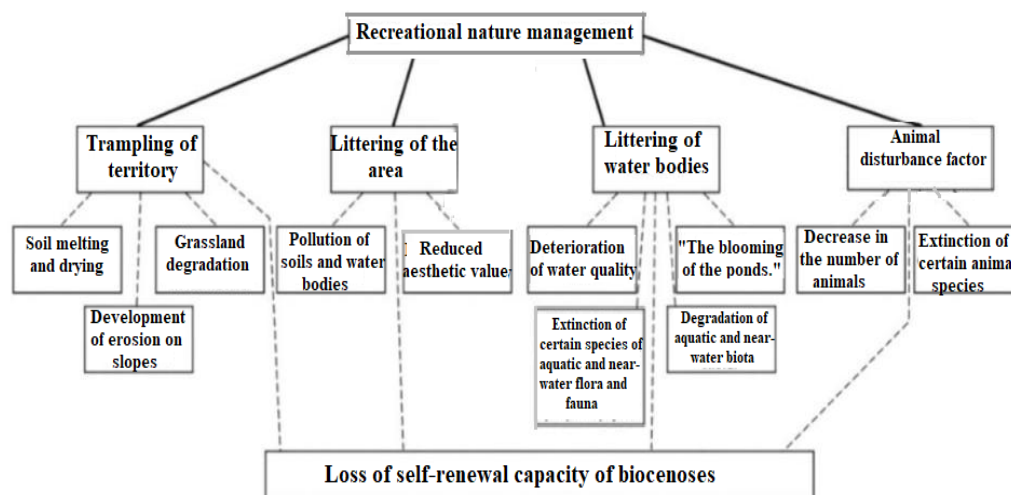 Recreational nature management
Trampling of
territory
Littering of the
area
Littering of
water bodies
Animal
disturbance factor
Soil melting
and drying
Grassland
degradation
Pollution of
soils and water
bodies
Reduced
aesthetic value
Deterioration
of water quality
"The blooming
of the ponds."
Decrease in
the number of
animals
Extinction of
certain anima
species
Development
of erosion on
slopes
Extinction of
certain species of
aquatic and near-
water flora and
fauna
Degradation of
aquatic and near-
water biota
Loss of self-renewal capacity of biocenoses